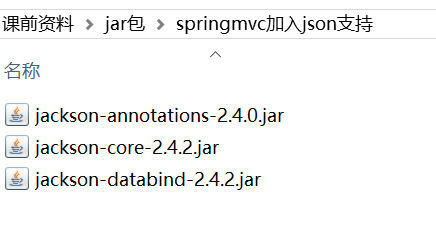 课前资料 > jar包 > springmvc加入json支持
名称
jackson-annotations-2.4.0.jar
jackson-core-2.4.2.jar
jackson-databind-2.4.2.jar